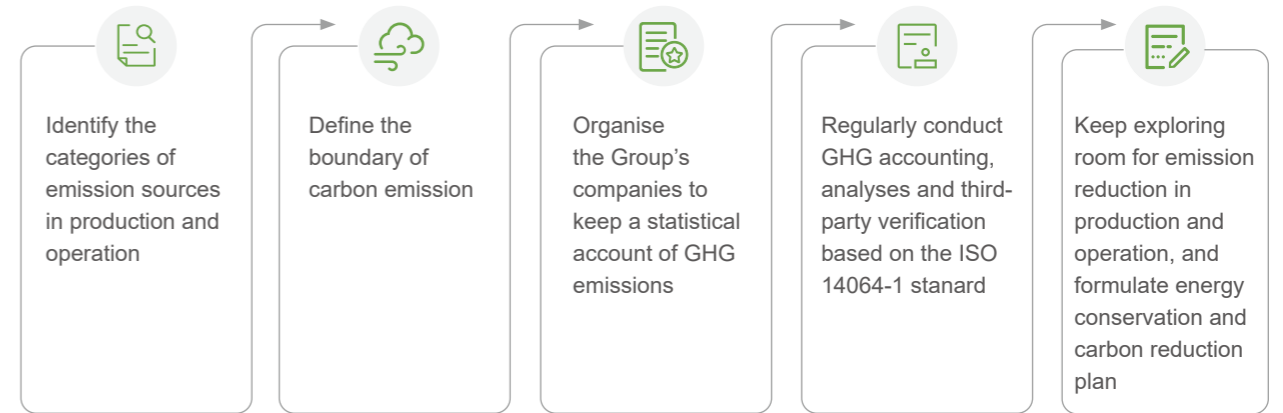 Identify the
categories of
emission sources
in production and
operation
Define the
boundary of
carbon emission
Organise
the Group's
companies to
keep a statistical
account of GHG
emissions
Regularly conduct
GHG accounting,
analyses and third-
party verification
based on the ISO
14064-1 stanard
Keep exploring
room for emission
reduction in
production and
operation, and
formulate energy
conservation and
carbon reduction
plan